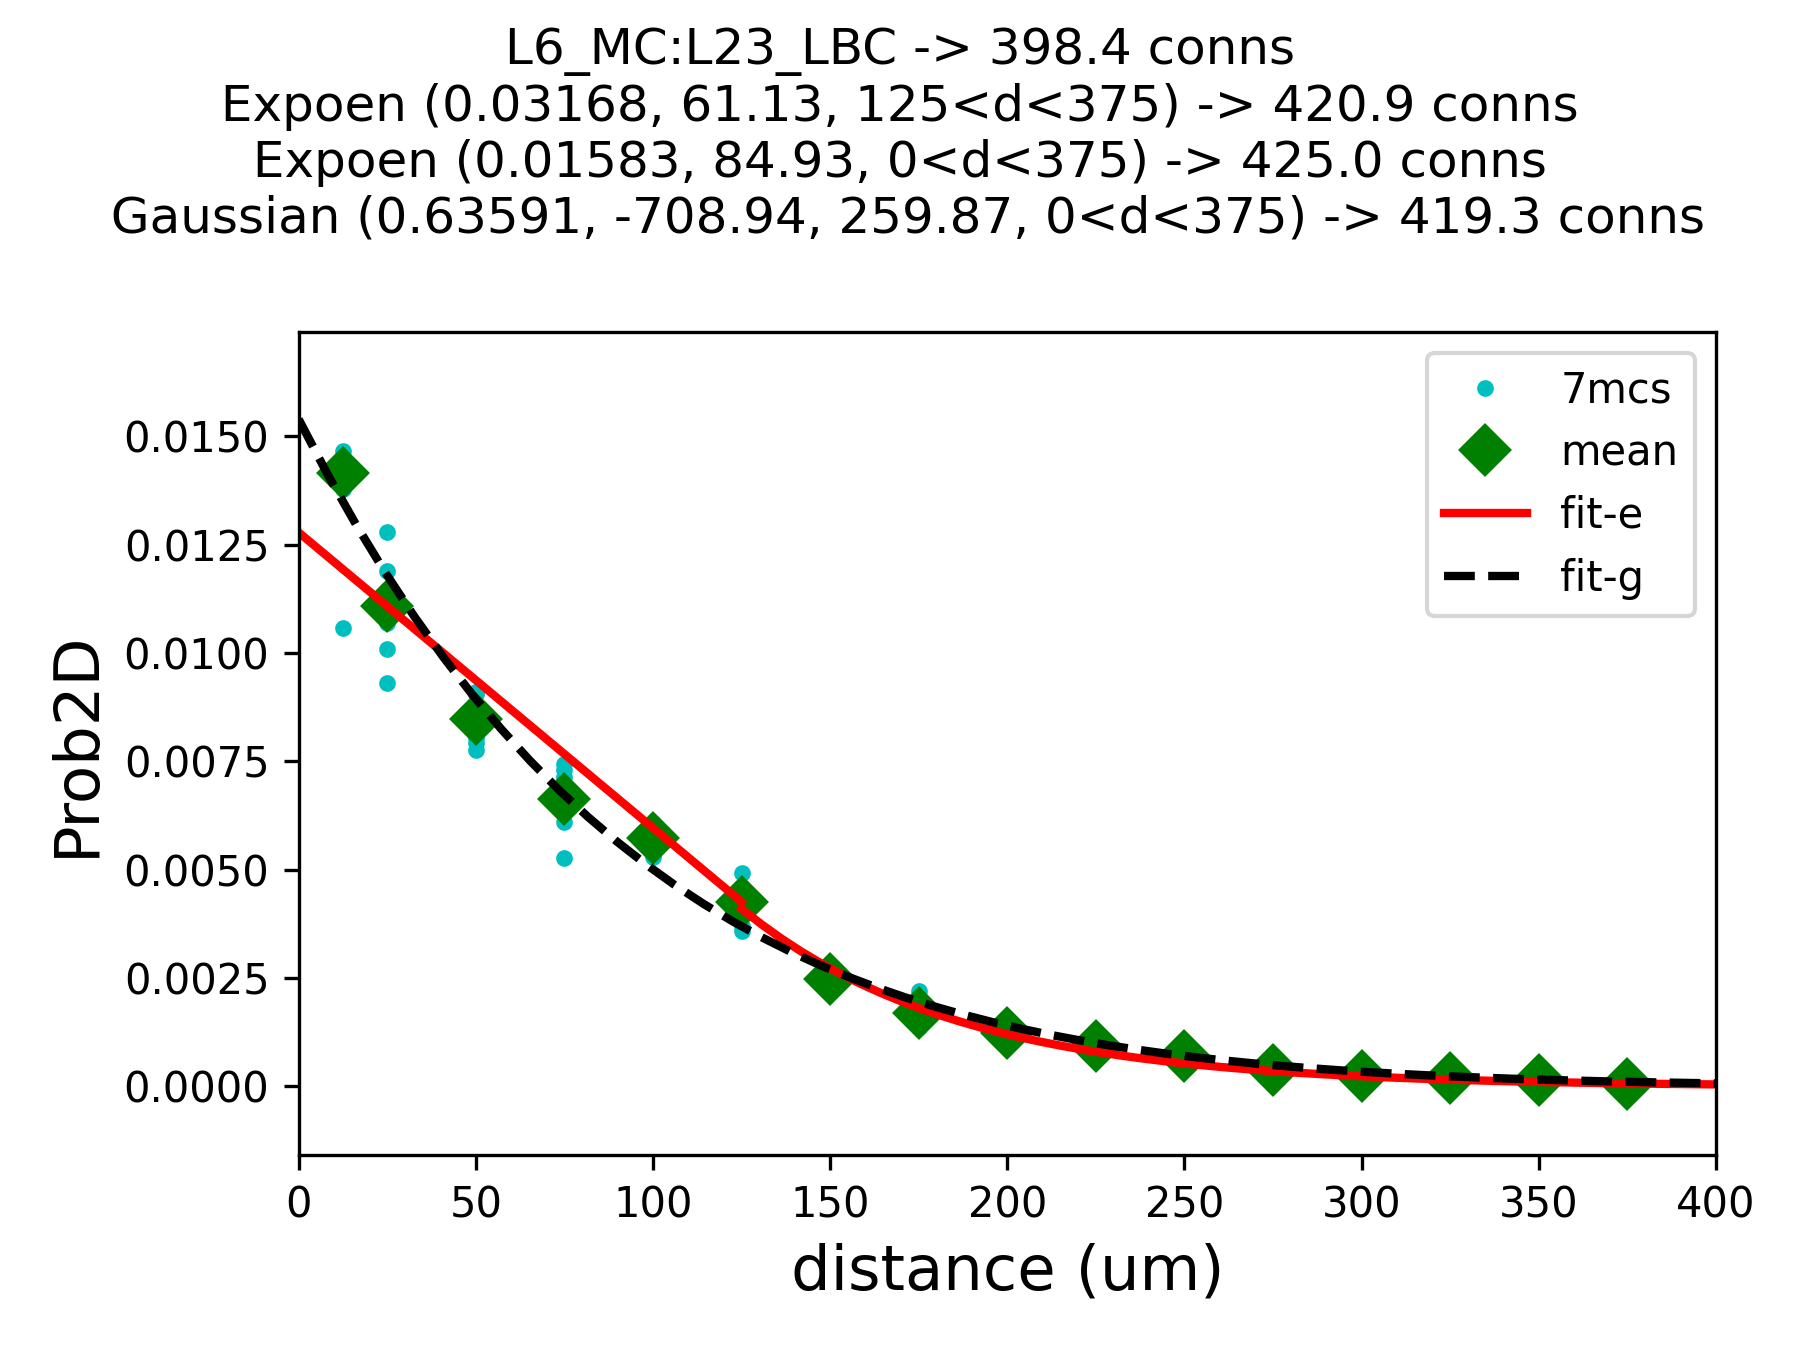 L6_MC:L23_LBC -> 398.4 conns
Expoen (0.03168, 61.13, 125<d<375) -> 420.9 conns
Expoen (0.01583, 84.93, 0<d<375) -> 425.0 conns
Gaussian (0.63591, -708.94, 259.87, 0<d<375) -> 419.3 conns
7mcs
mean
fit-e
fit-g
Prob2D
0.0150
0.0125
0.0100
0.0075
0.0050
0.0025
0.0000
0 50 100 150 200 250 300 350 400
distance (um)